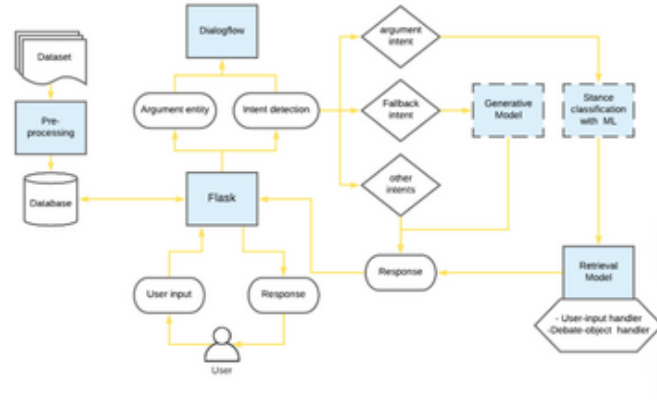 Dataset
Pre-
processing
Database
Dialogflow
Argument entity
Intent detection
Flask
User input
Response
User
argument
intent
Fallback
intent
other
intents
Generative
Model
Stance
classification
with ML
Response
Retrieval
Model
- User-input handler
-Debate-object handler